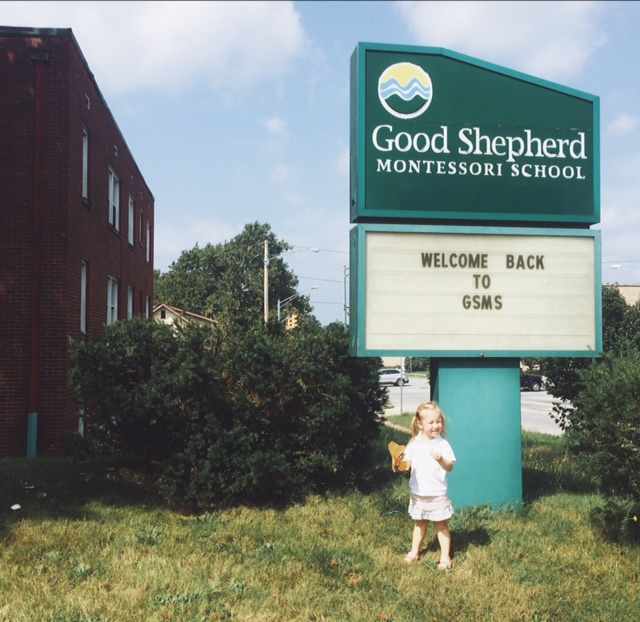 Good Shepherd
MONTESSORI SCHOOL
WELCOME BACK
TO
GSMS